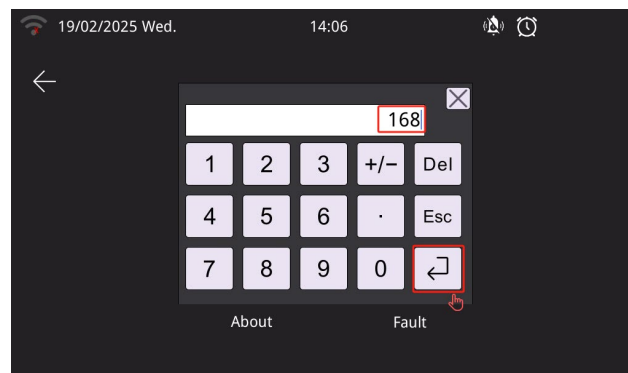 19/02/2025 Wed. 14:06
168
1 2 3 +/− Del
4 5 6 · Esc
7 8 9 0
About Fault